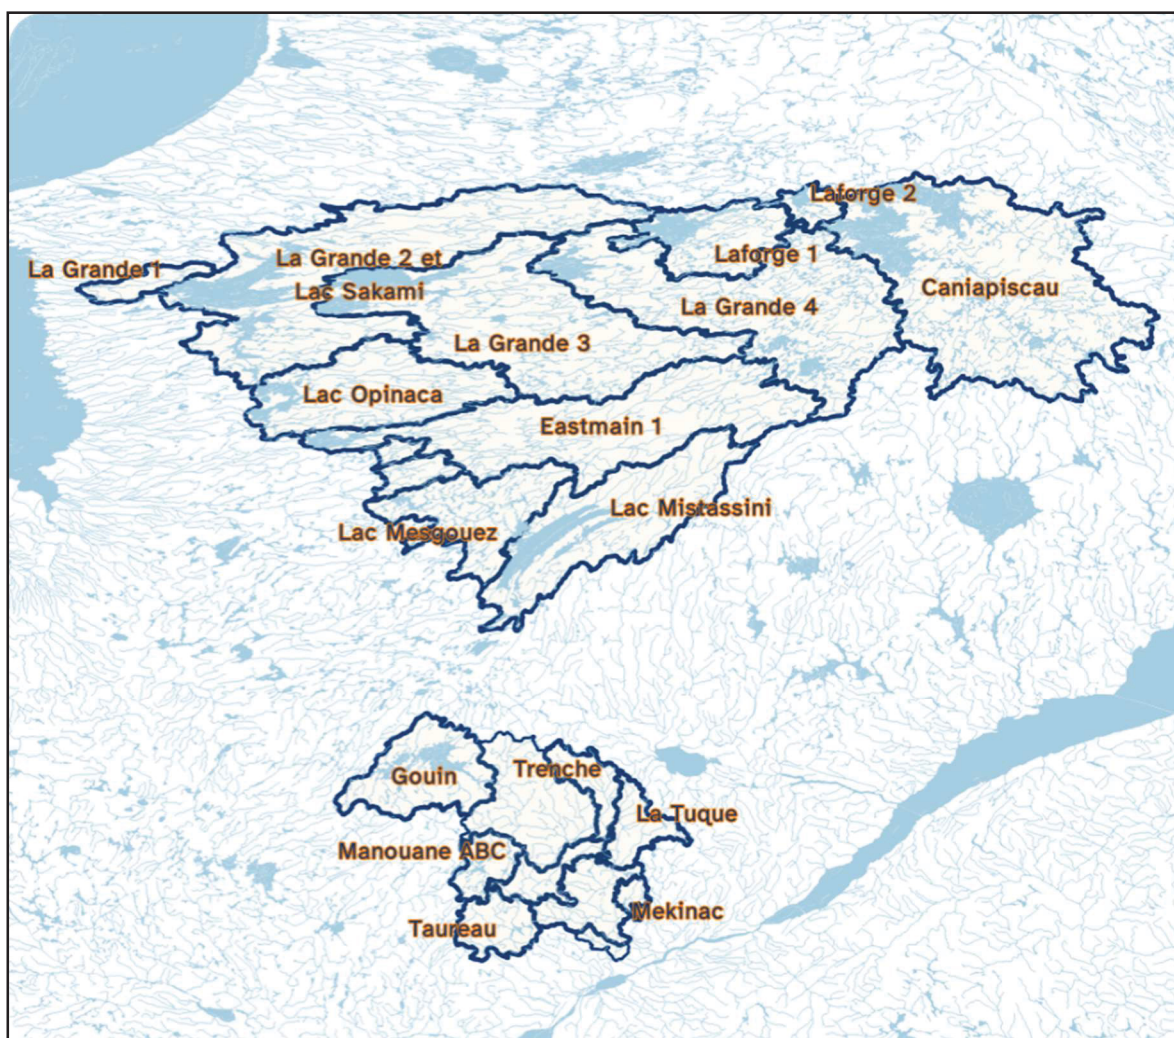 Laforge 2
La Grande 1
La Grande 2 et
Lac Sakami
Laforge 1
Caniapiscau
La Grande 4
La Grande 3
Lac Opinaca
Eastmain 1
Lac Mistassini
Lac Mesgouez
Gouin
Trenche
La Tuque
Manouane ABC
Mekinac
Taureau